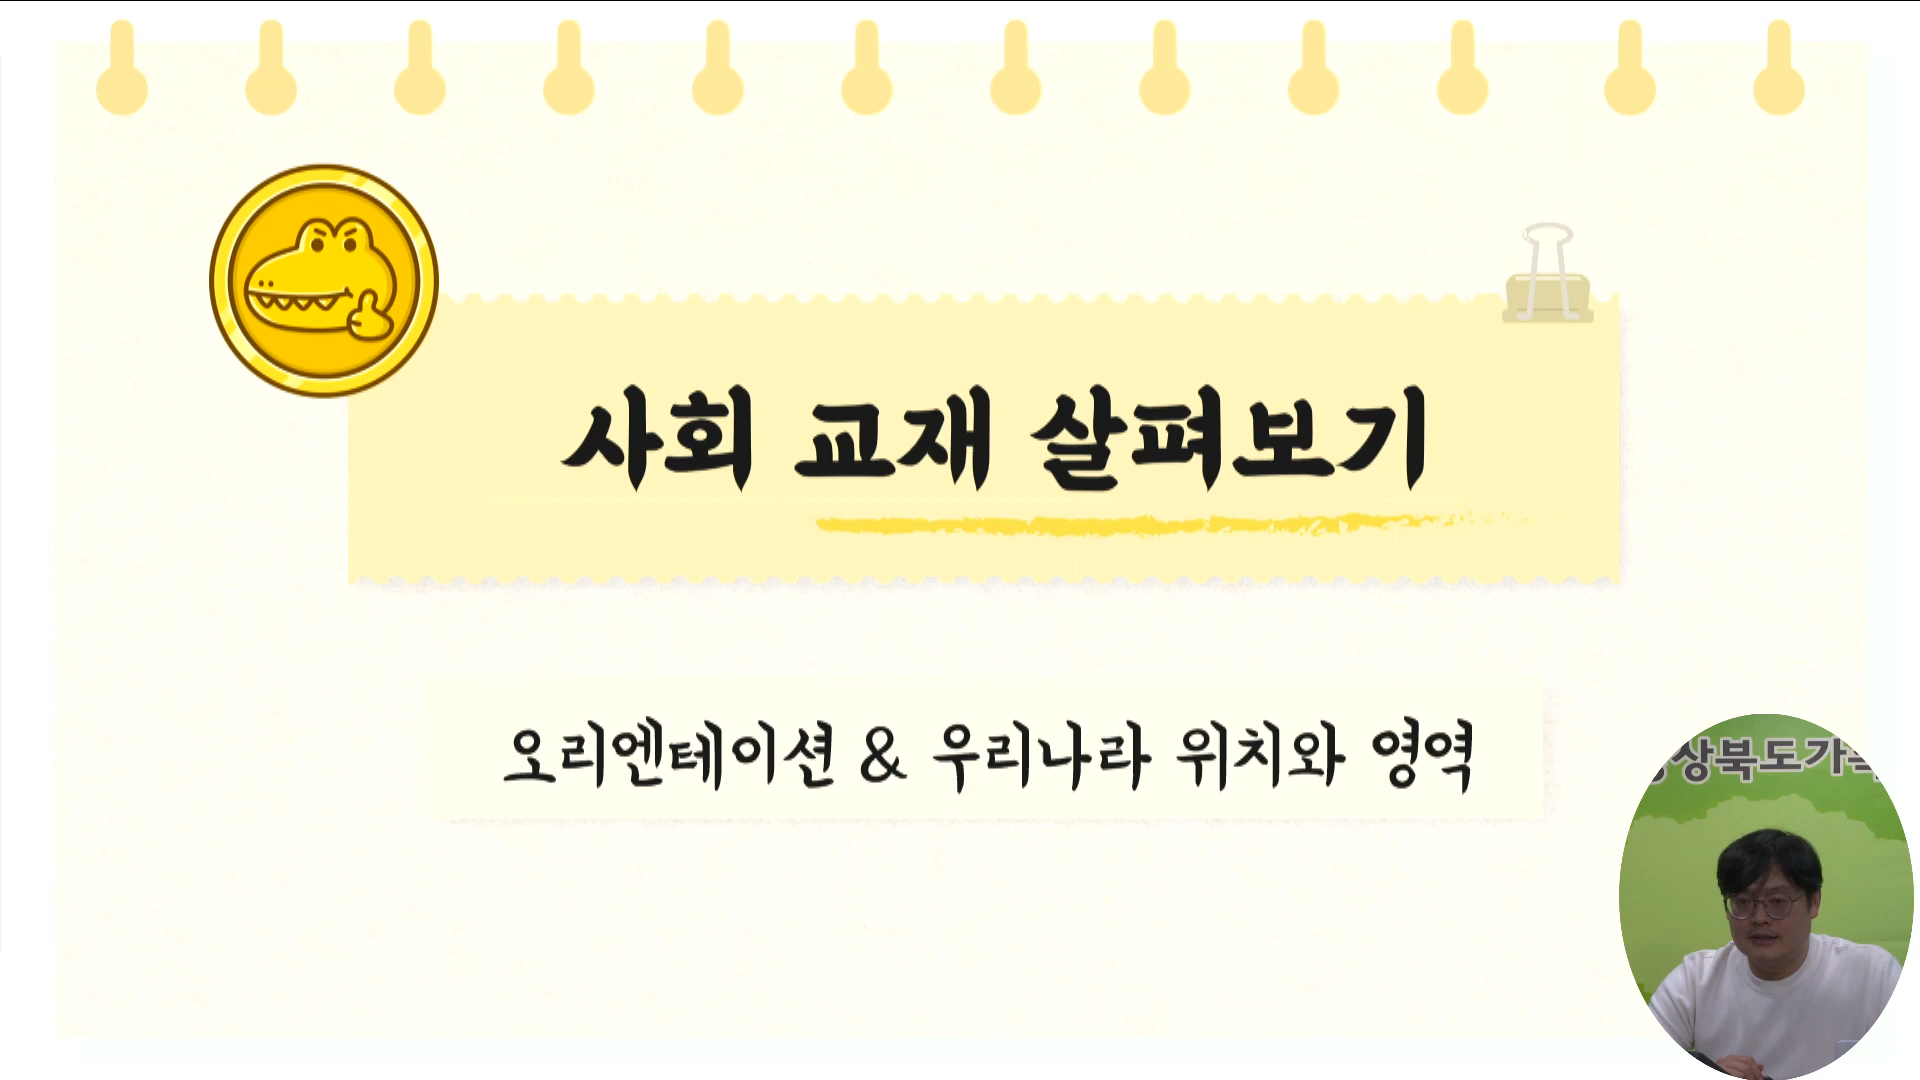 사회 교재 살펴보기
오리엔테이션 & 우리나라 위치와 영역
상북도가